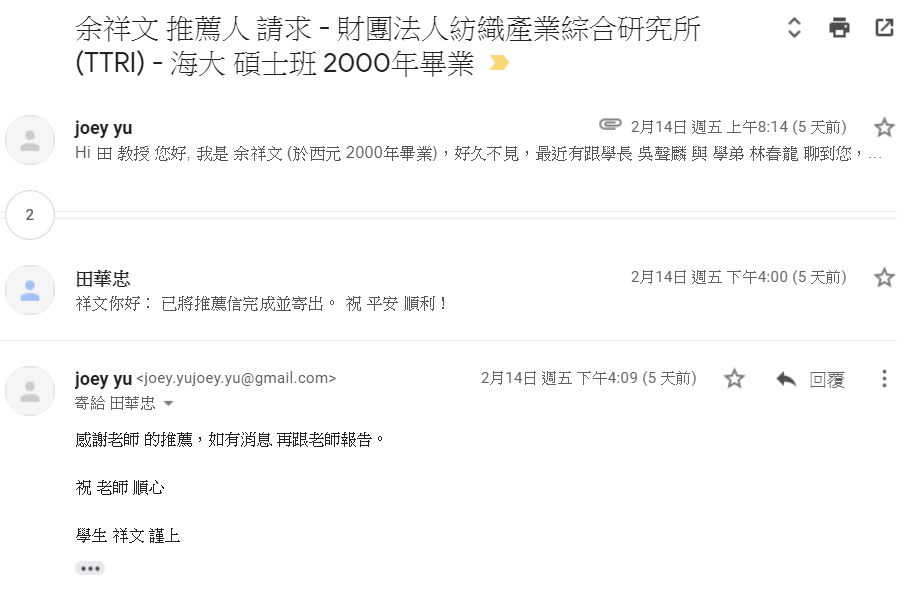 余祥文 推薦人 請求 - 財團法人紡織產業綜合研究所
(TTRI) - 海大 碩士班 2000年畢業
joey yu
2月14日 週五 上午8:14 (5 天前)
Hi 田 教授 您好, 我是 余祥文 (於西元 2000年畢業)，好久不見，最近有跟學長 吳聲麟 與 學弟 林春龍 聊到您，…
2
田華忠
2月14日 週五 下午4:00 (5 天前)
祥文你好： 已將推薦信完成並寄出。 祝 平安 順利！
joey yu <joey.yujoey.yu@gmail.com>
2月14日 週五 下午4:09 (5 天前)
回覆
寄給 田華忠
感謝老師 的推薦，如有消息 再跟老師報告。
祝 老師 順心
學生 祥文 謹上